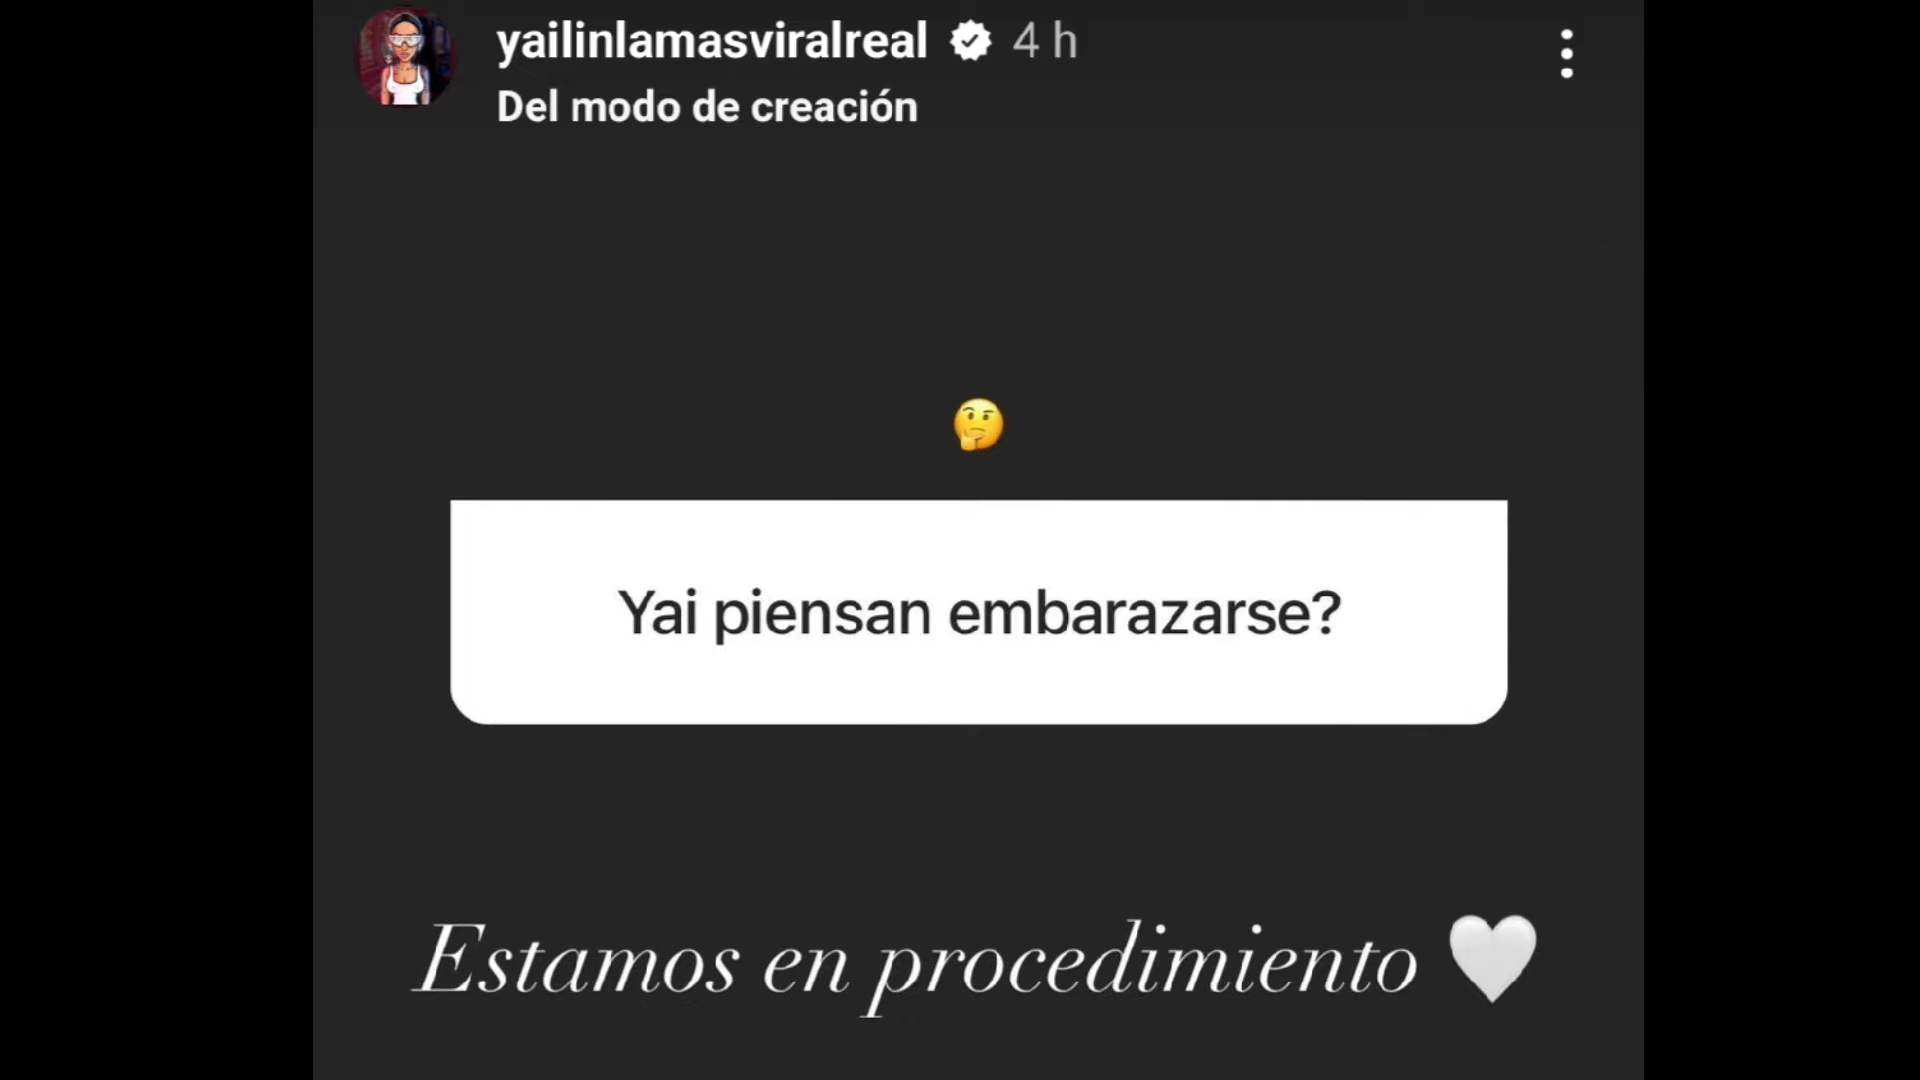 yailinlamasviralreal 4 h
Del modo de creación
🤔
Yai piensan embarazarse?
Estamos en procedimiento 🤍